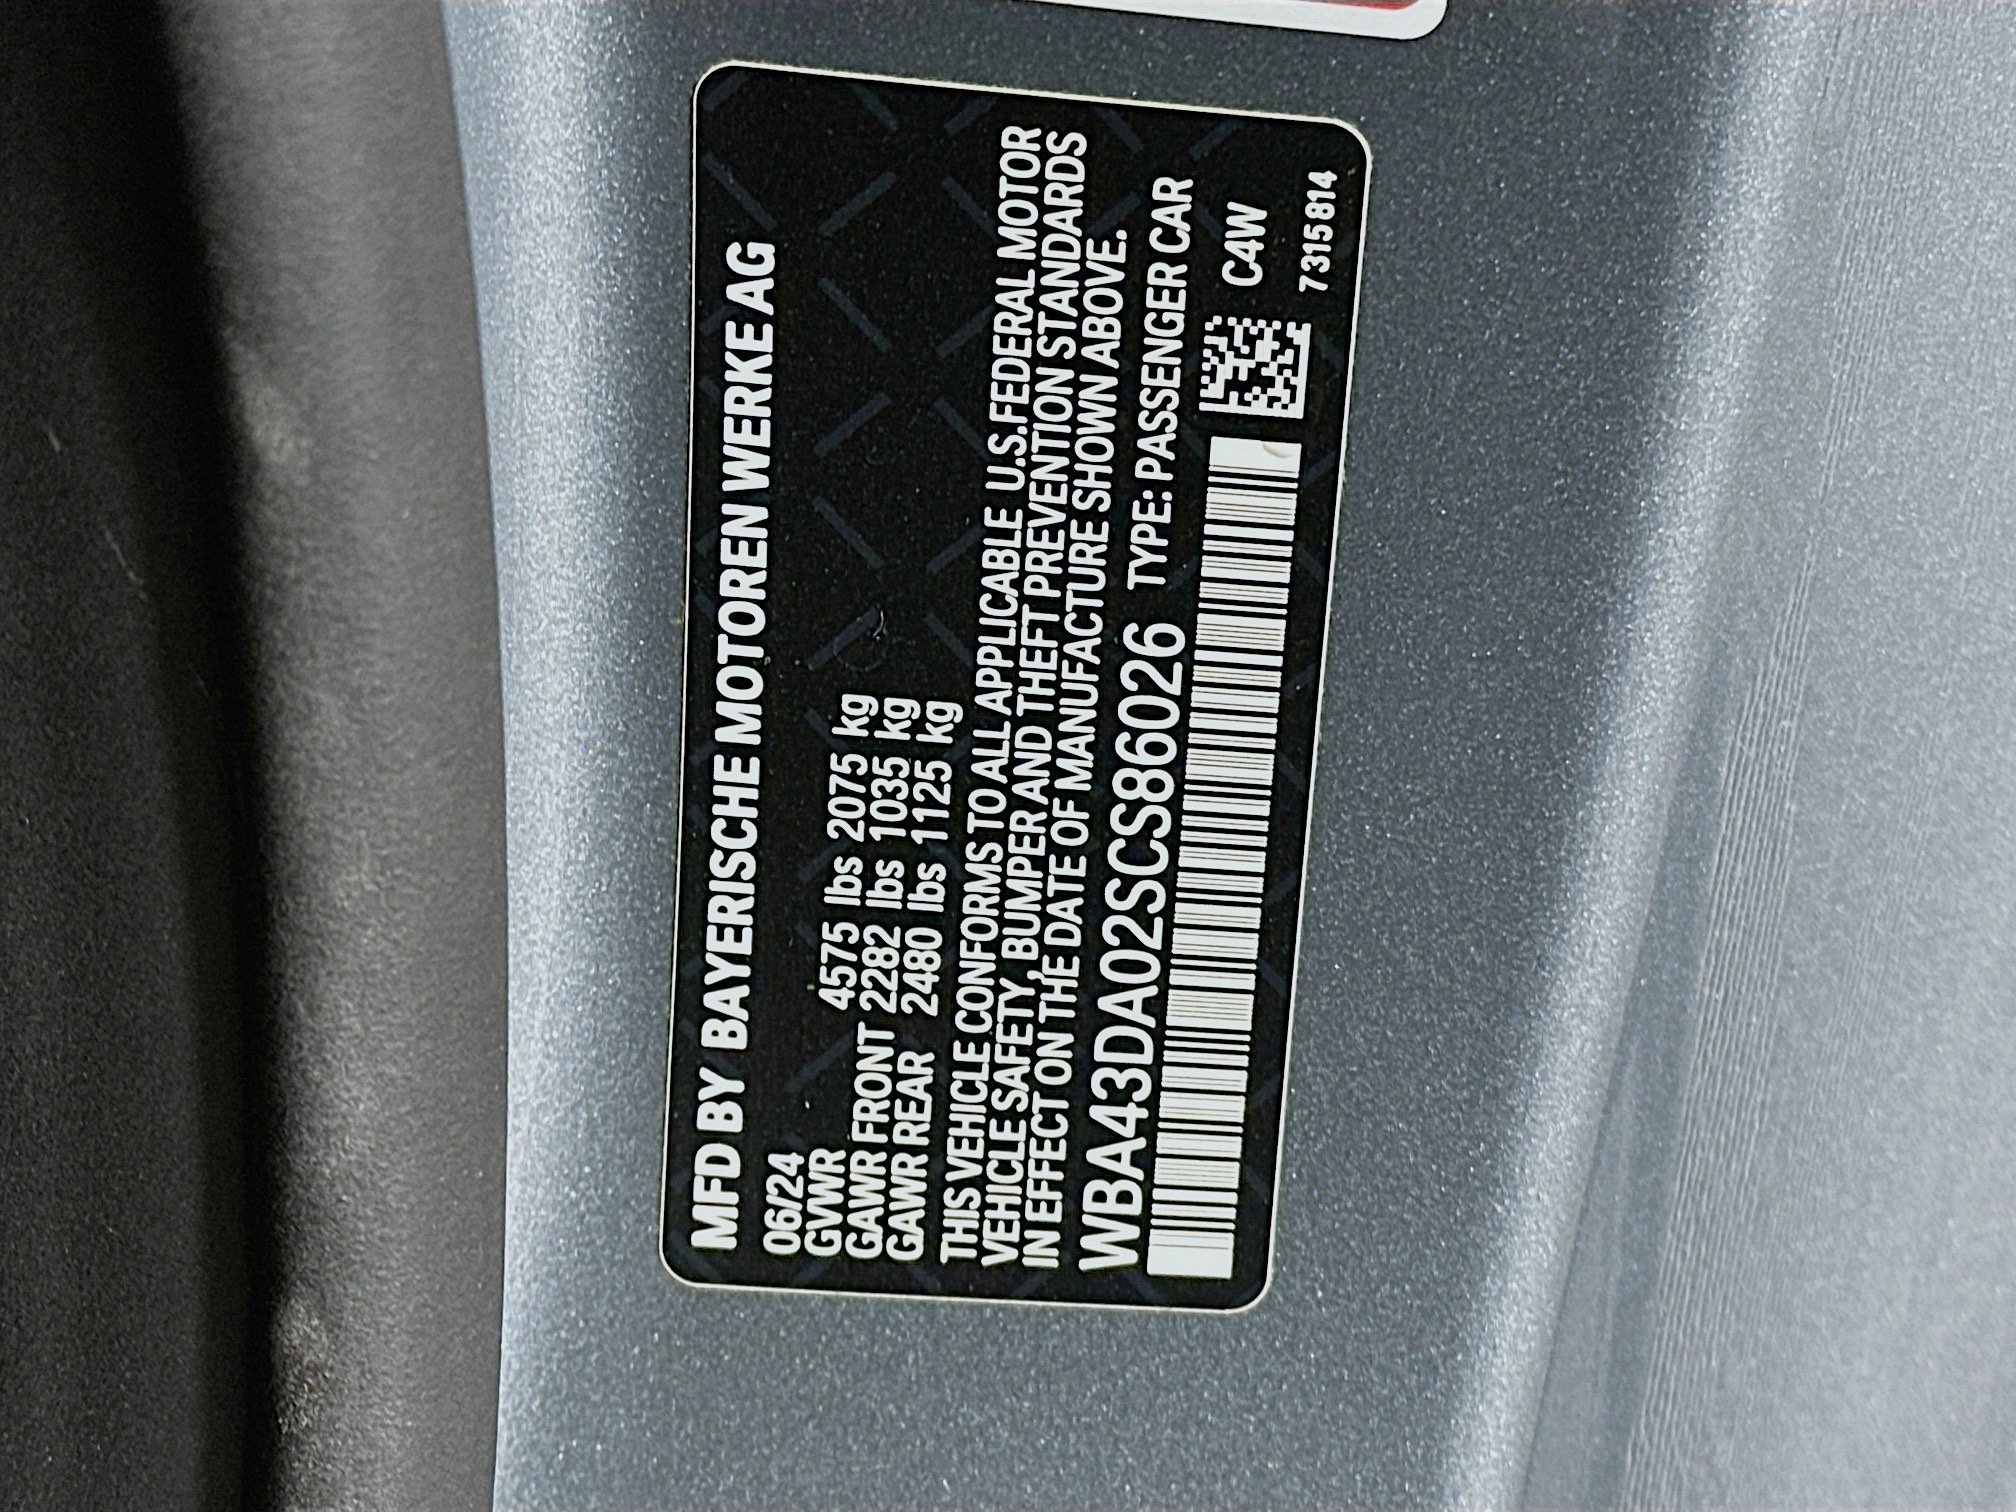 MFD BY BAYERISCHE MOTOREN WERKE AG
06/24
GVWR 4575 lbs 2075 kg
GAWR FRONT 2282 lbs 1035 kg
GAWR REAR 2480 lbs 1125 kg
THIS VEHICLE CONFORMS TO ALL APPLICABLE U.S.FEDERAL MOTOR
VEHICLE SAFETY, BUMPER AND THEFT PREVENTION STANDARDS
IN EFFECT ON THE DATE OF MANUFACTURE SHOWN ABOVE.
WBA43DA02SCS86026 TYPE: PASSENGER CAR
C4W
7315814